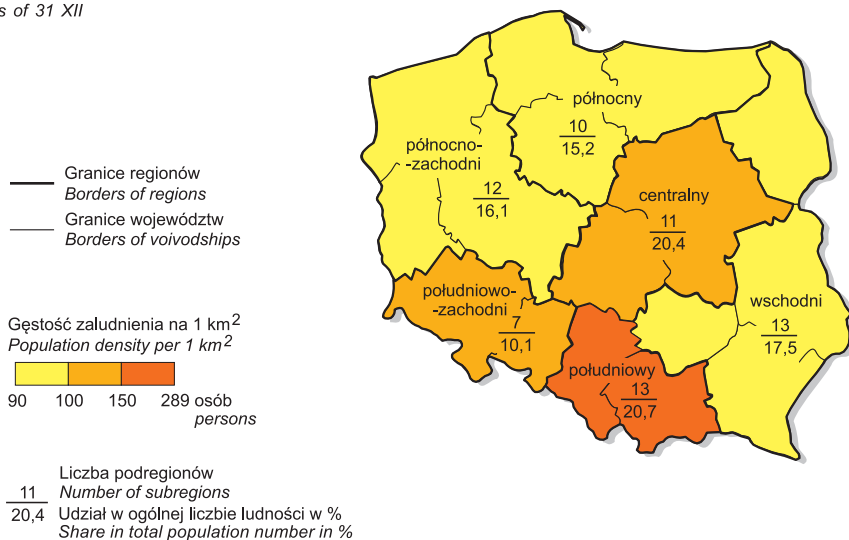 s of 31 XII
Granice regionów
Borders of regions
Granice województw
Borders of voivodships
Gęstość zaludnienia na 1 km²
Population density per 1 km²
90 100 150 289 osób
persons
Liczba podregionów
11 Number of subregions
20,4 Udział w ogólnej liczbie ludności w %
Share in total population number in %
północny
10
15,2
północno-
-zachodni
12
16,1
centralny
11
20,4
południowo-
-zachodni
7
10,1
wschodni
13
17,5
południowy
13
20,7